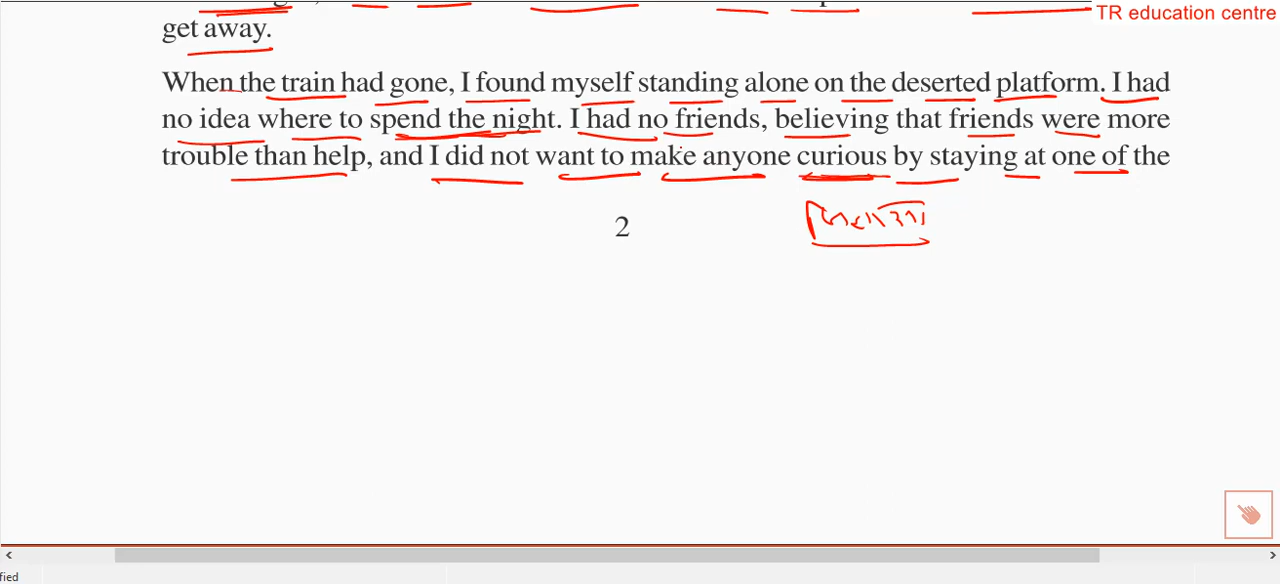 TR education centre
get away.
When the train had gone, I found myself standing alone on the deserted platform. I had
no idea where to spend the night. I had no friends, believing that friends were more
trouble than help, and I did not want to make anyone curious by staying at one of the
2
fied